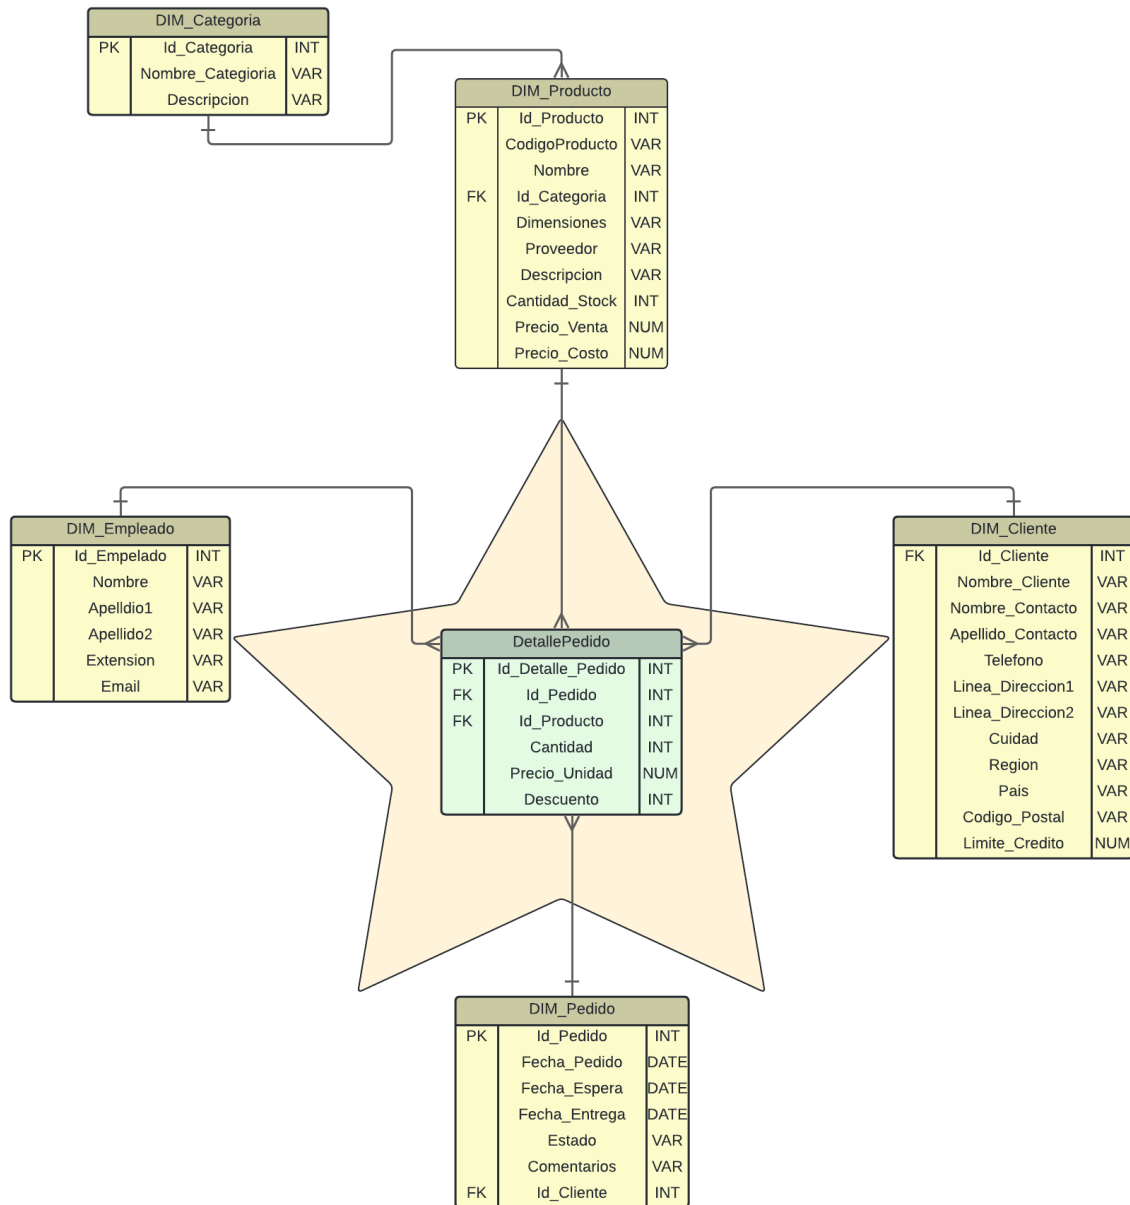 DIM_Categoria
PK Id_Categoria INT
Nombre_Categioria VAR
Descripcion VAR
DIM_Producto
PK Id_Producto INT
CodigoProducto VAR
Nombre VAR
FK Id_Categoria INT
Dimensiones VAR
Proveedor VAR
Descripcion VAR
Cantidad_Stock INT
Precio_Venta NUM
Precio_Costo NUM
DIM_Empleado
PK Id_Empelado INT
Nombre VAR
Apelldio1 VAR
Apellido2 VAR
Extension VAR
Email VAR
DetallePedido
PK Id_Detalle_Pedido INT
FK Id_Pedido INT
FK Id_Producto INT
Cantidad INT
Precio_Unidad NUM
Descuento INT
DIM_Cliente
FK Id_Cliente INT
Nombre_Cliente VAR
Nombre_Contacto VAR
Apellido_Contacto VAR
Telefono VAR
Linea_Direccion1 VAR
Linea_Direccion2 VAR
Cuidad VAR
Region VAR
Pais VAR
Codigo_Postal VAR
Limite_Credito NUM
DIM_Pedido
PK Id_Pedido INT
Fecha_Pedido DATE
Fecha_Espera DATE
Fecha_Entrega DATE
Estado VAR
Comentarios VAR
FK Id_Cliente INT